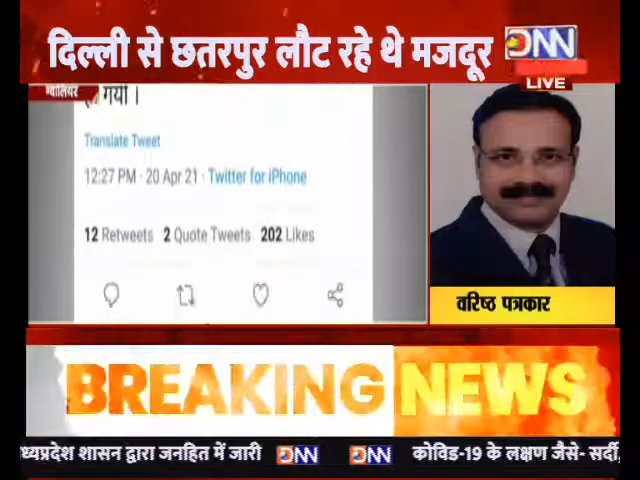 दिल्ली से छतरपुर लौट रहे थे मजदूर
DNN
LIVE
ग्वालियर
गयी।
Translate Tweet
12:27 PM · 20 Apr 21 · Twitter for iPhone
12 Retweets 2 Quote Tweets 202 Likes
वरिष्ठ पत्रकार
BREAKING NEWS
ध्यप्रदेश शासन द्वारा जनहित में जारी DNN DNN कोविड-19 के लक्षण जैसे- सर्दी,